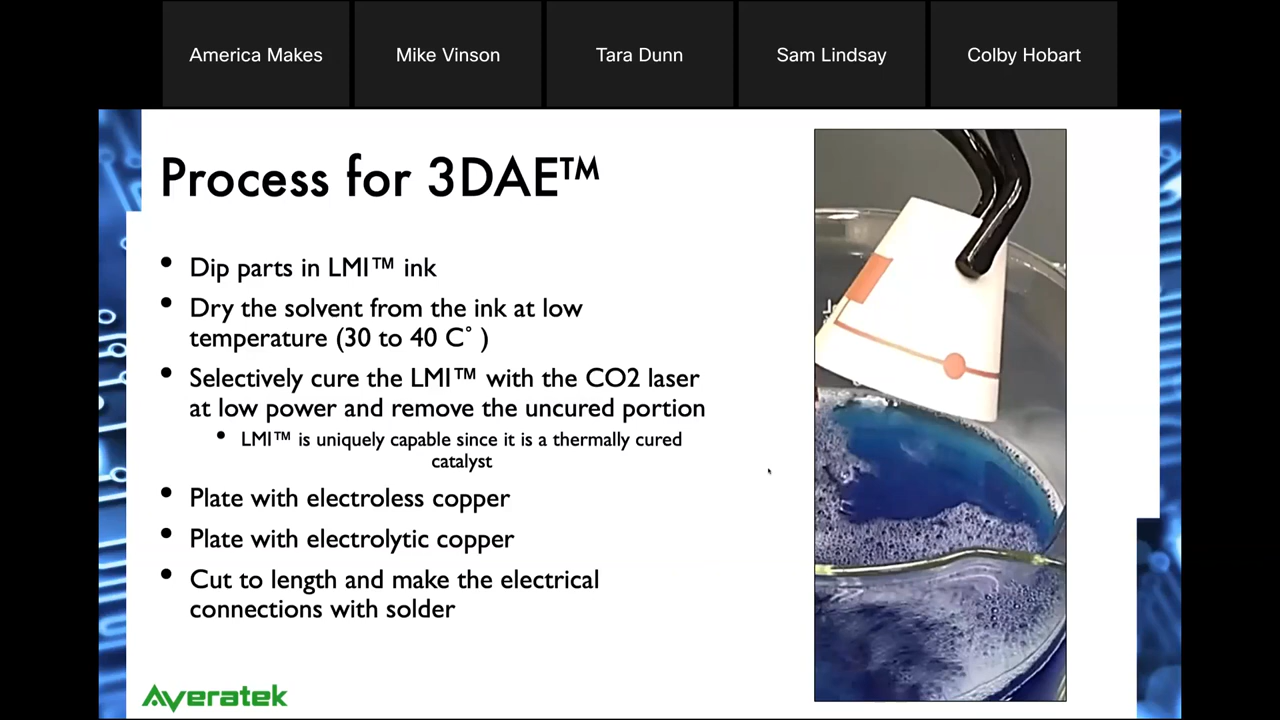 America Makes
Mike Vinson
Tara Dunn
Sam Lindsay
Colby Hobart
Process for 3DAE™
• Dip parts in LMI™ ink
• Dry the solvent from the ink at low
temperature (30 to 40 C˚ )
• Selectively cure the LMI™ with the CO2 laser
at low power and remove the uncured portion
• LMI™ is uniquely capable since it is a thermally cured
catalyst
• Plate with electroless copper
• Plate with electrolytic copper
• Cut to length and make the electrical
connections with solder
Averatek